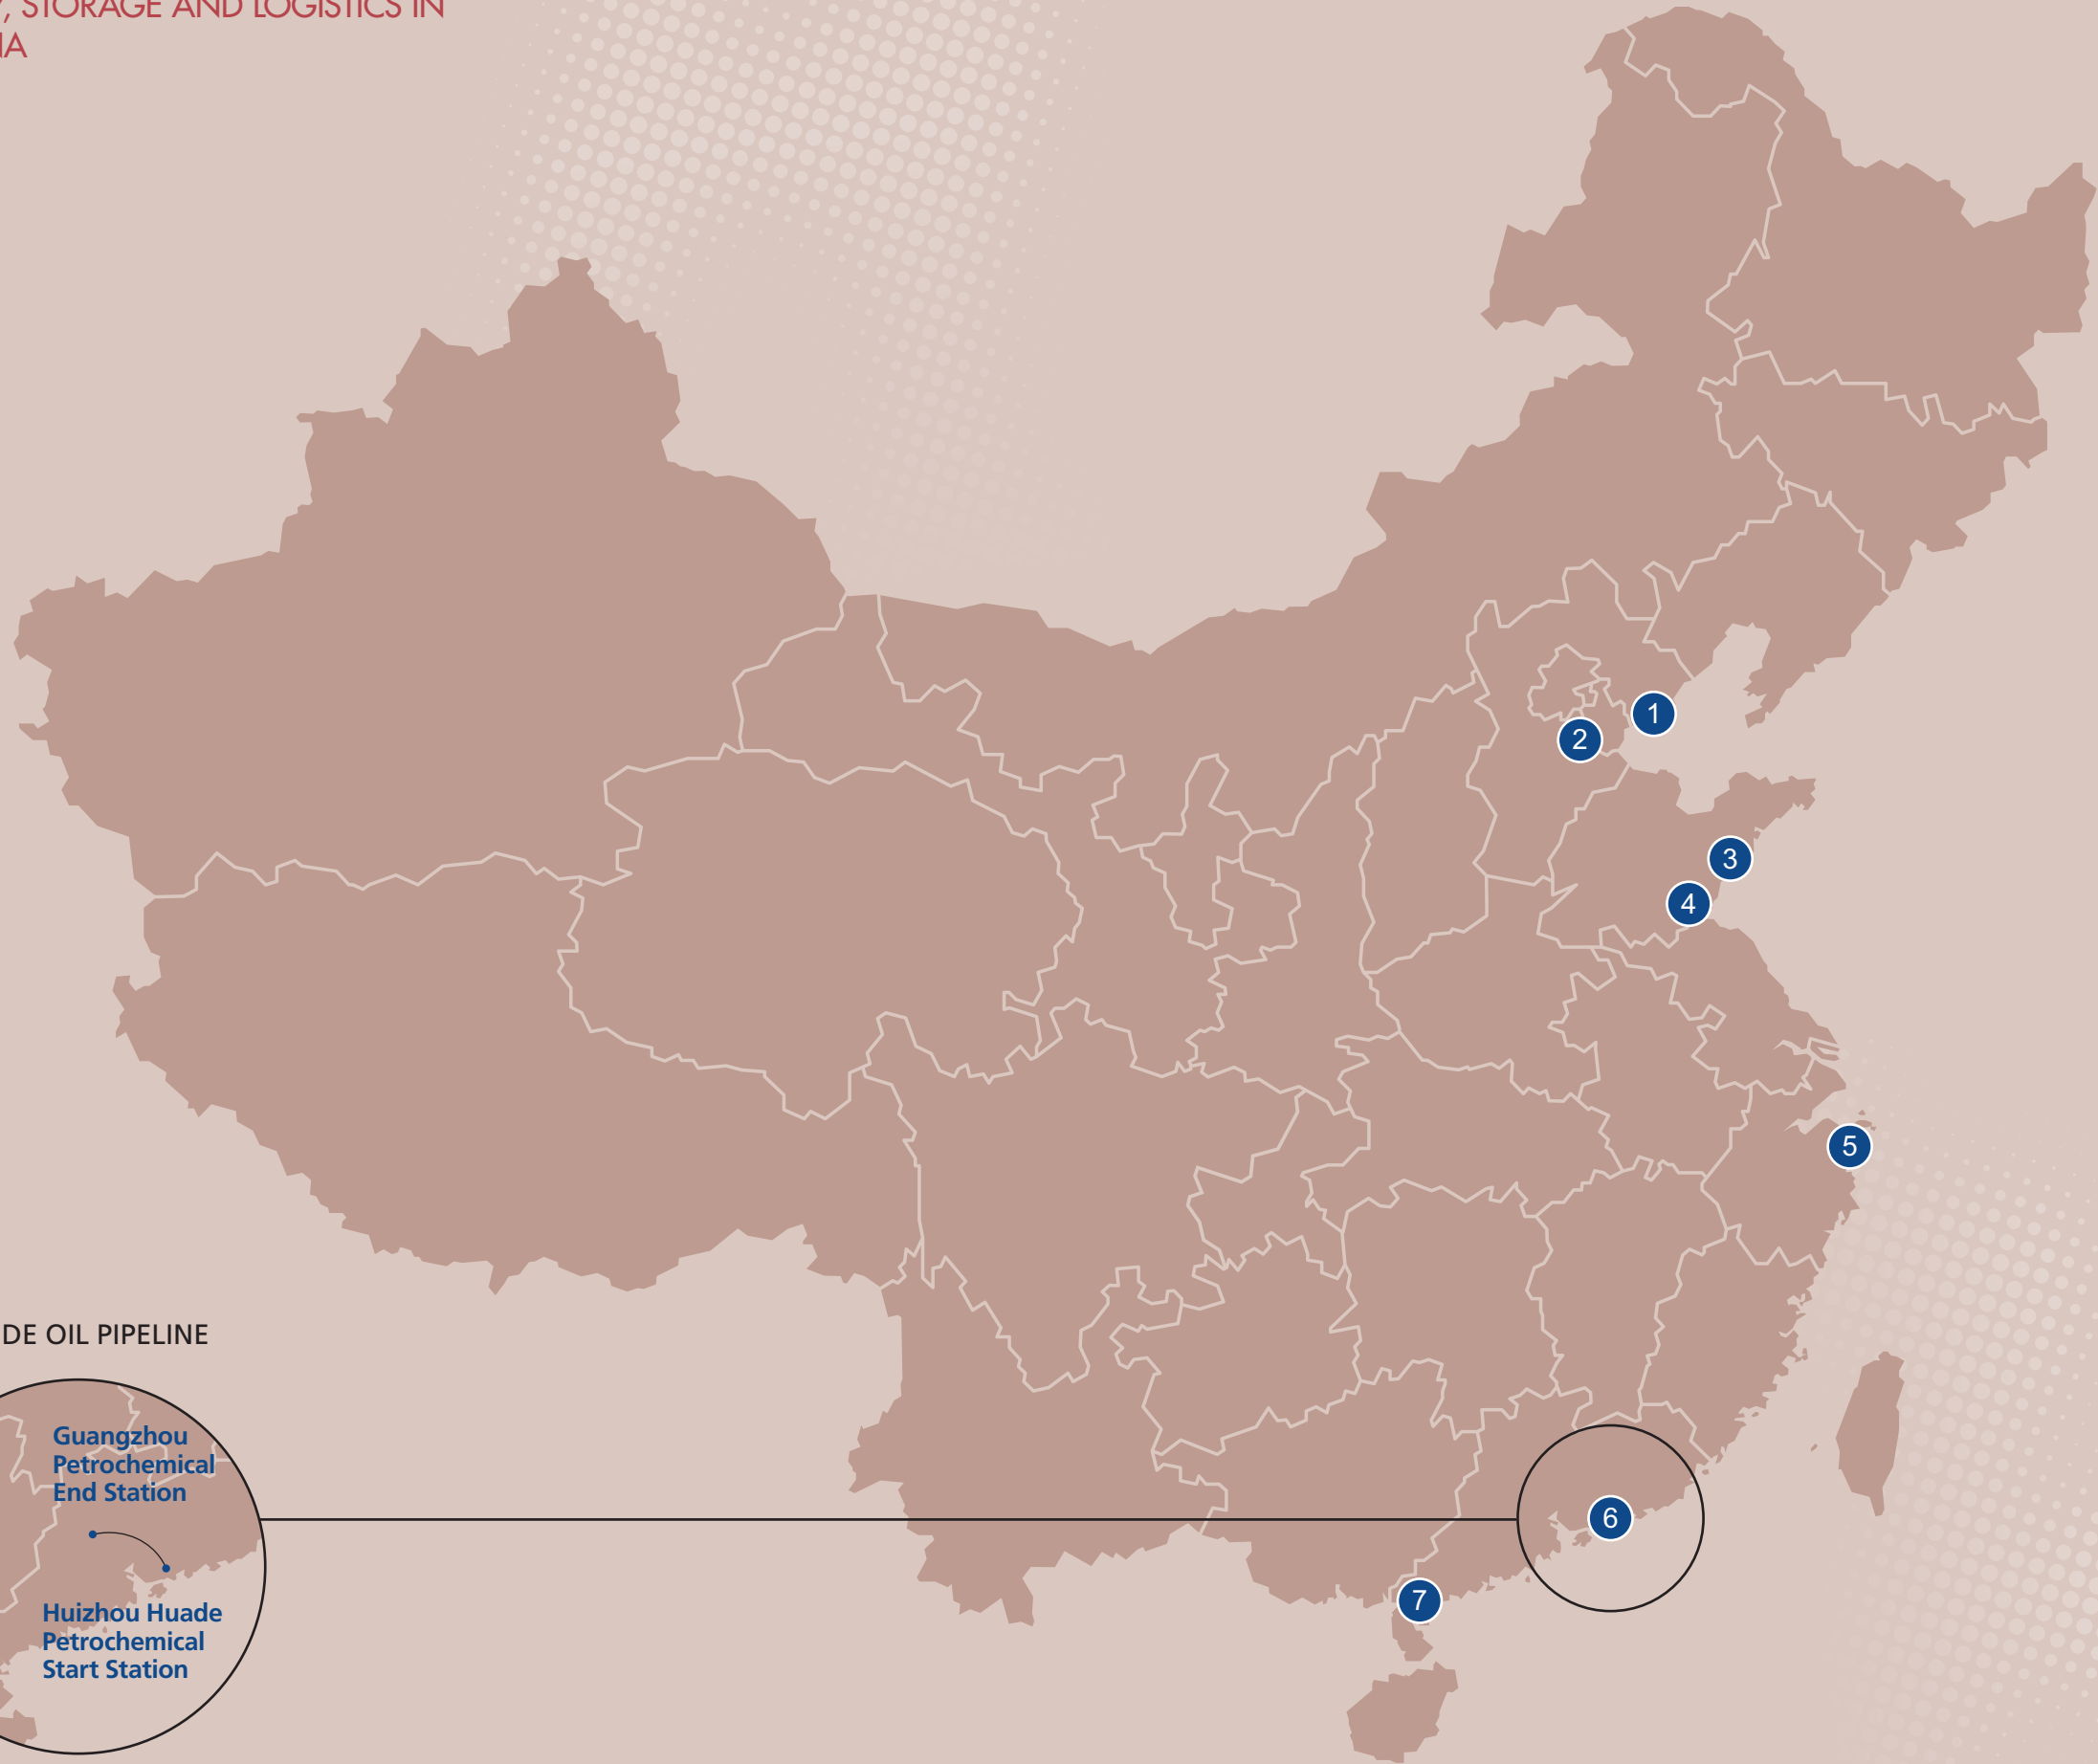 , STORAGE AND LOGISTICS IN
IA
1
2
3
4
5
6
7
DE OIL PIPELINE
Guangzhou
Petrochemical
End Station
Huizhou Huade
Petrochemical
Start Station